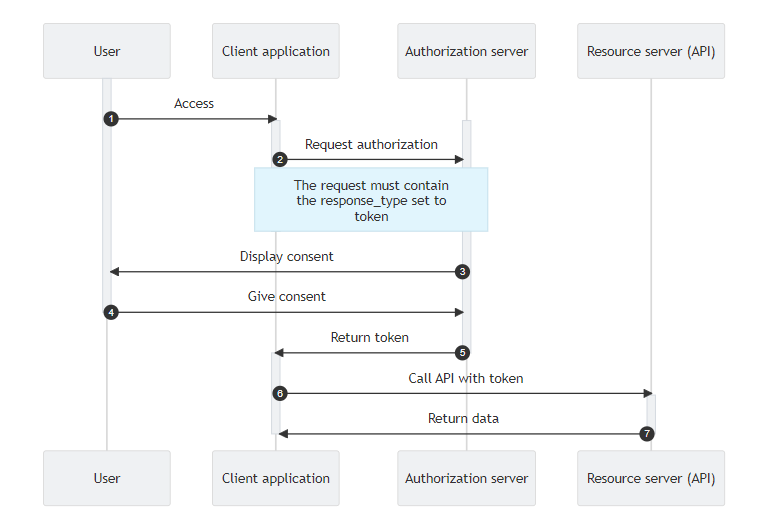 User
Client application
Authorization server
Resource server (API)
Access
1
Request authorization
2
The request must contain
the response_type set to
token
Display consent
3
Give consent
4
Return token
5
Call API with token
6
Return data
7
User
Client application
Authorization server
Resource server (API)